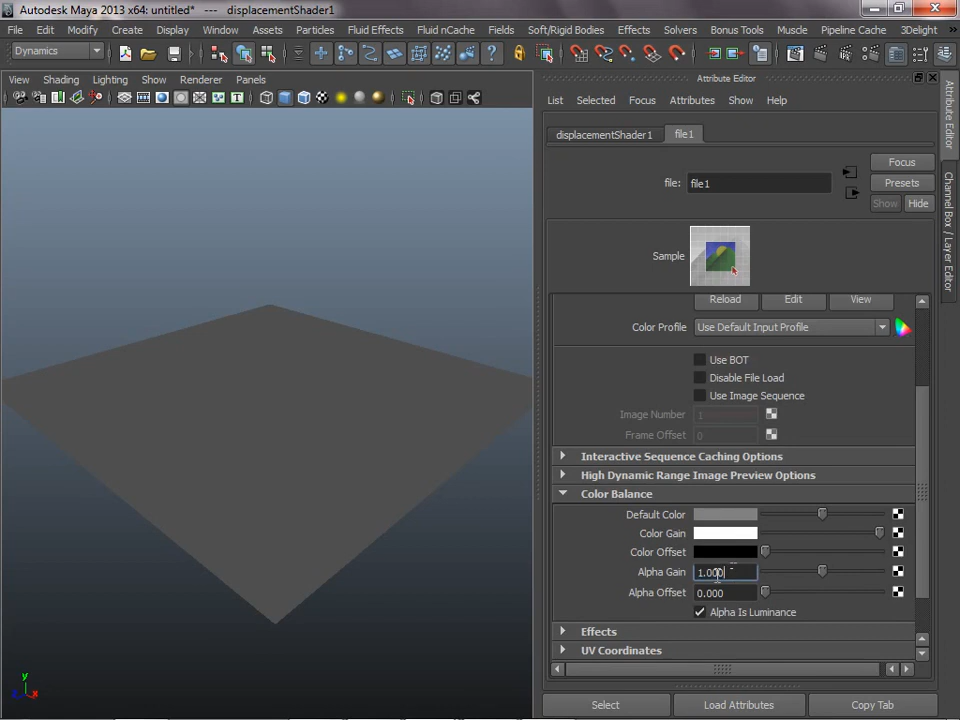 Autodesk Maya 2013 x64: untitled* --- displacementShader1
File Edit Modify Create Display Window Assets Particles Fluid Effects Fluid nCache Fields Soft/Rigid Bodies Effects Solvers Bonus Tools Muscle Pipeline Cache 3Delight »
Dynamics
View Shading Lighting Show Renderer Panels
Attribute Editor
List Selected Focus Attributes Show Help
displacementShader1 file1
Focus
file: file1
Presets
Show Hide
Sample
Reload Edit View
Color Profile Use Default Input Profile
Use BOT
Disable File Load
Use Image Sequence
Image Number 1
Frame Offset 0
Interactive Sequence Caching Options
High Dynamic Range Image Preview Options
Color Balance
Default Color
Color Gain
Color Offset
Alpha Gain 1.000
Alpha Offset 0.000
Alpha Is Luminance
Effects
UV Coordinates
Select Load Attributes Copy Tab
Attribute Editor
Channel Box / Layer Editor
y
z x